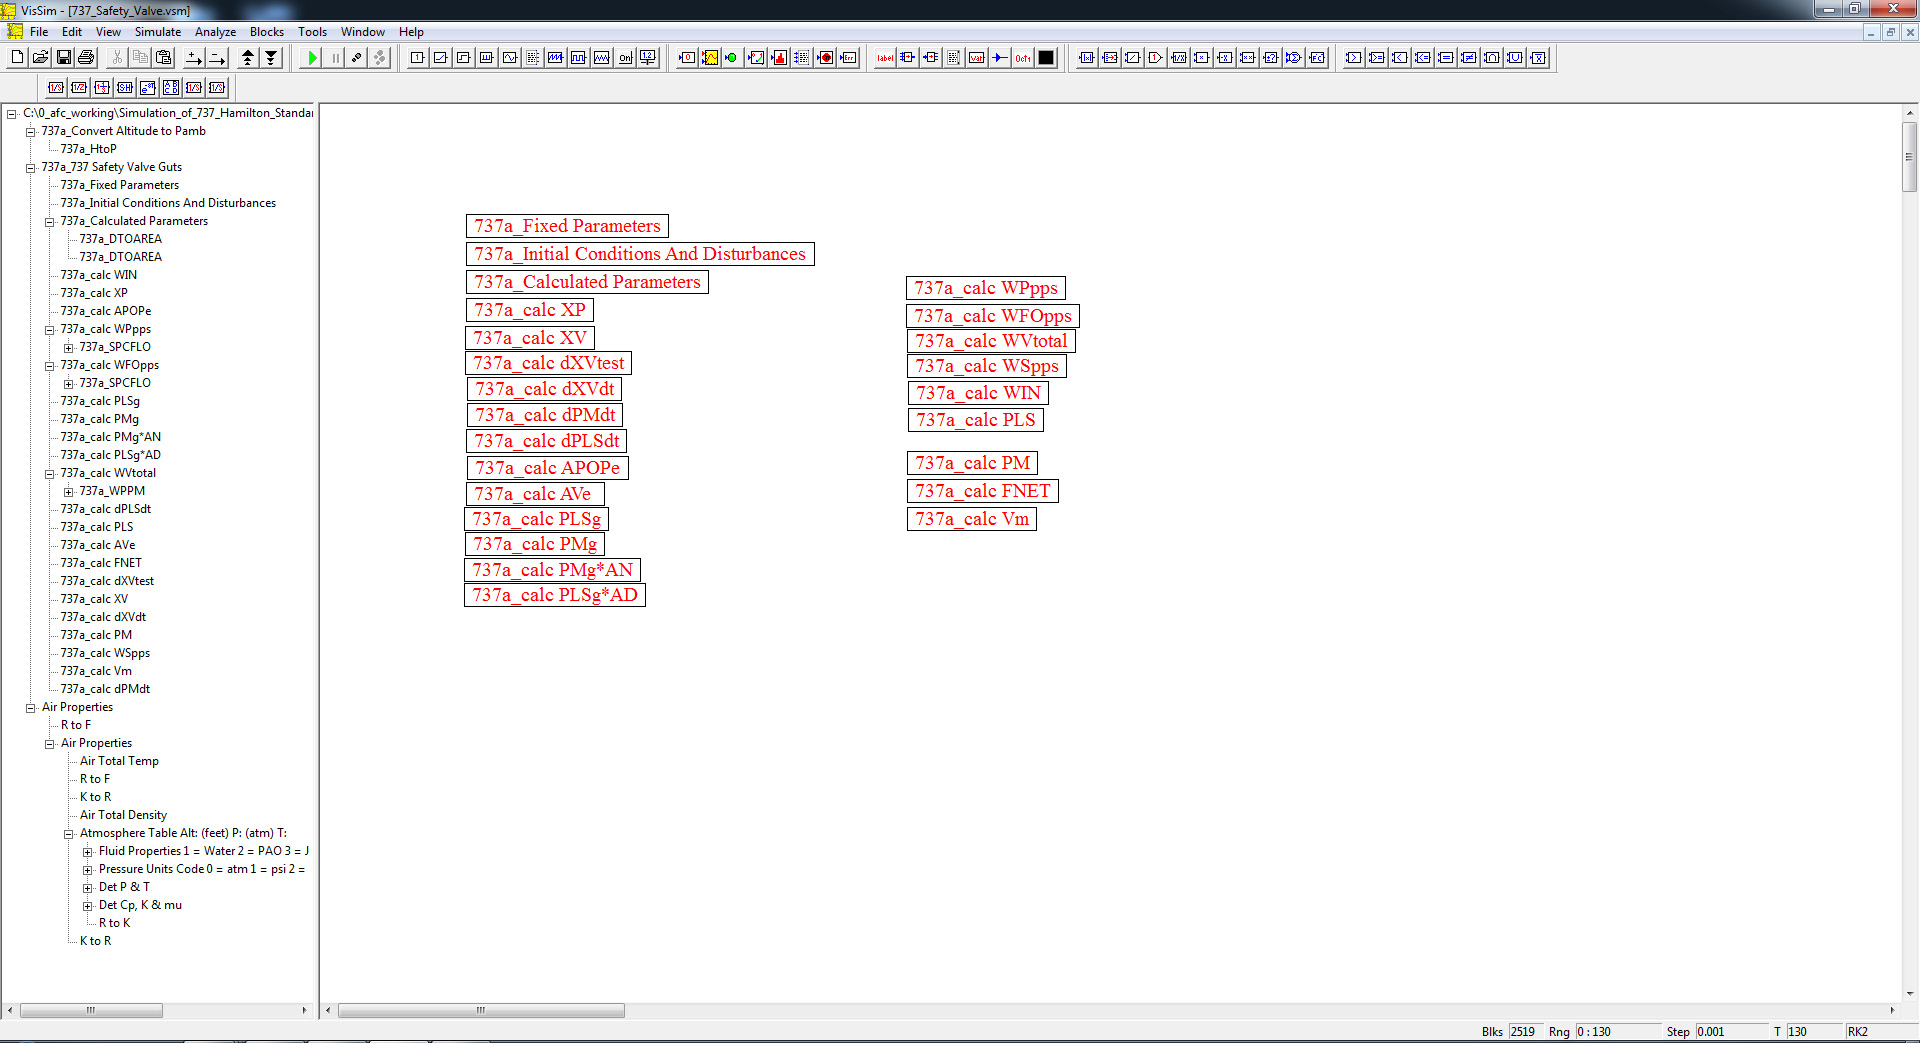 VisSim - [737_Safety_Valve.vsm]
File Edit View Simulate Analyze Blocks Tools Window Help
C:\0_afc_working\Simulation_of_737_Hamilton_Standar
737a_Convert Altitude to Pamb
737a_HtoP
737a_737 Safety Valve Guts
737a_Fixed Parameters
737a_Initial Conditions And Disturbances
737a_Calculated Parameters
737a_DTOAREA
737a_DTOAREA
737a_calc WIN
737a_calc XP
737a_calc APOPe
737a_calc WPpps
737a_SPCFLO
737a_calc WFOpps
737a_SPCFLO
737a_calc PLSg
737a_calc PMg
737a_calc PMg*AN
737a_calc PLSg*AD
737a_calc WVtotal
737a_WPPM
737a_calc dPLSdt
737a_calc PLS
737a_calc AVe
737a_calc FNET
737a_calc dXVtest
737a_calc XV
737a_calc dXVdt
737a_calc PM
737a_calc WSpps
737a_calc Vm
737a_calc dPMdt
Air Properties
R to F
Air Properties
Air Total Temp
R to F
K to R
Air Total Density
Atmosphere Table Alt: (feet) P: (atm) T:
Fluid Properties 1 = Water 2 = PAO 3 = J
Pressure Units Code 0 = atm 1 = psi 2 =
Det P & T
Det Cp, K & mu
R to K
K to R
737a_Fixed Parameters
737a_Initial Conditions And Disturbances
737a_Calculated Parameters
737a_calc XP
737a_calc XV
737a_calc dXVtest
737a_calc dXVdt
737a_calc dPMdt
737a_calc dPLSdt
737a_calc APOPe
737a_calc AVe
737a_calc PLSg
737a_calc PMg
737a_calc PMg*AN
737a_calc PLSg*AD
737a_calc WPpps
737a_calc WFOpps
737a_calc WVtotal
737a_calc WSpps
737a_calc WIN
737a_calc PLS
737a_calc PM
737a_calc FNET
737a_calc Vm
Blks 2519 Rng 0:130 Step 0.001 T 130 RK2